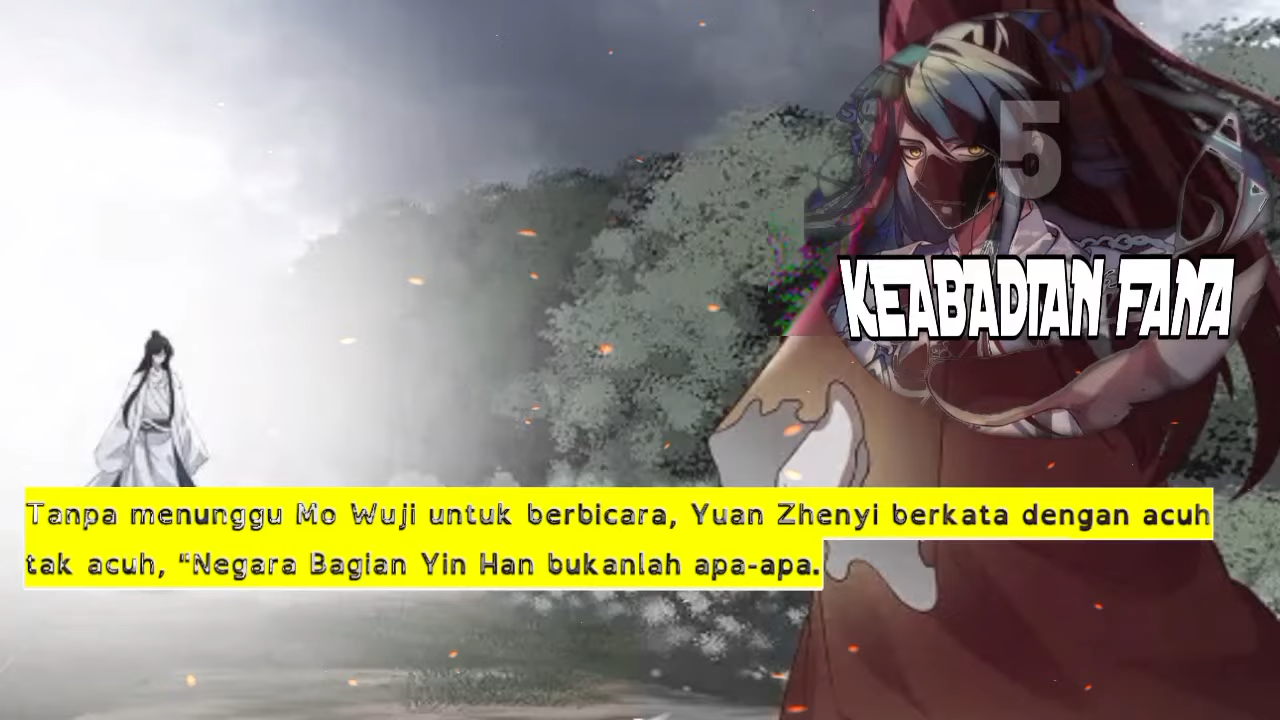 5
KEABADIAN FANA
Tanpa menunggu Mo Wuji untuk berbicara, Yuan Zhenyi berkata dengan acuh
tak acuh, “Negara Bagian Yin Han bukanlah apa-apa.